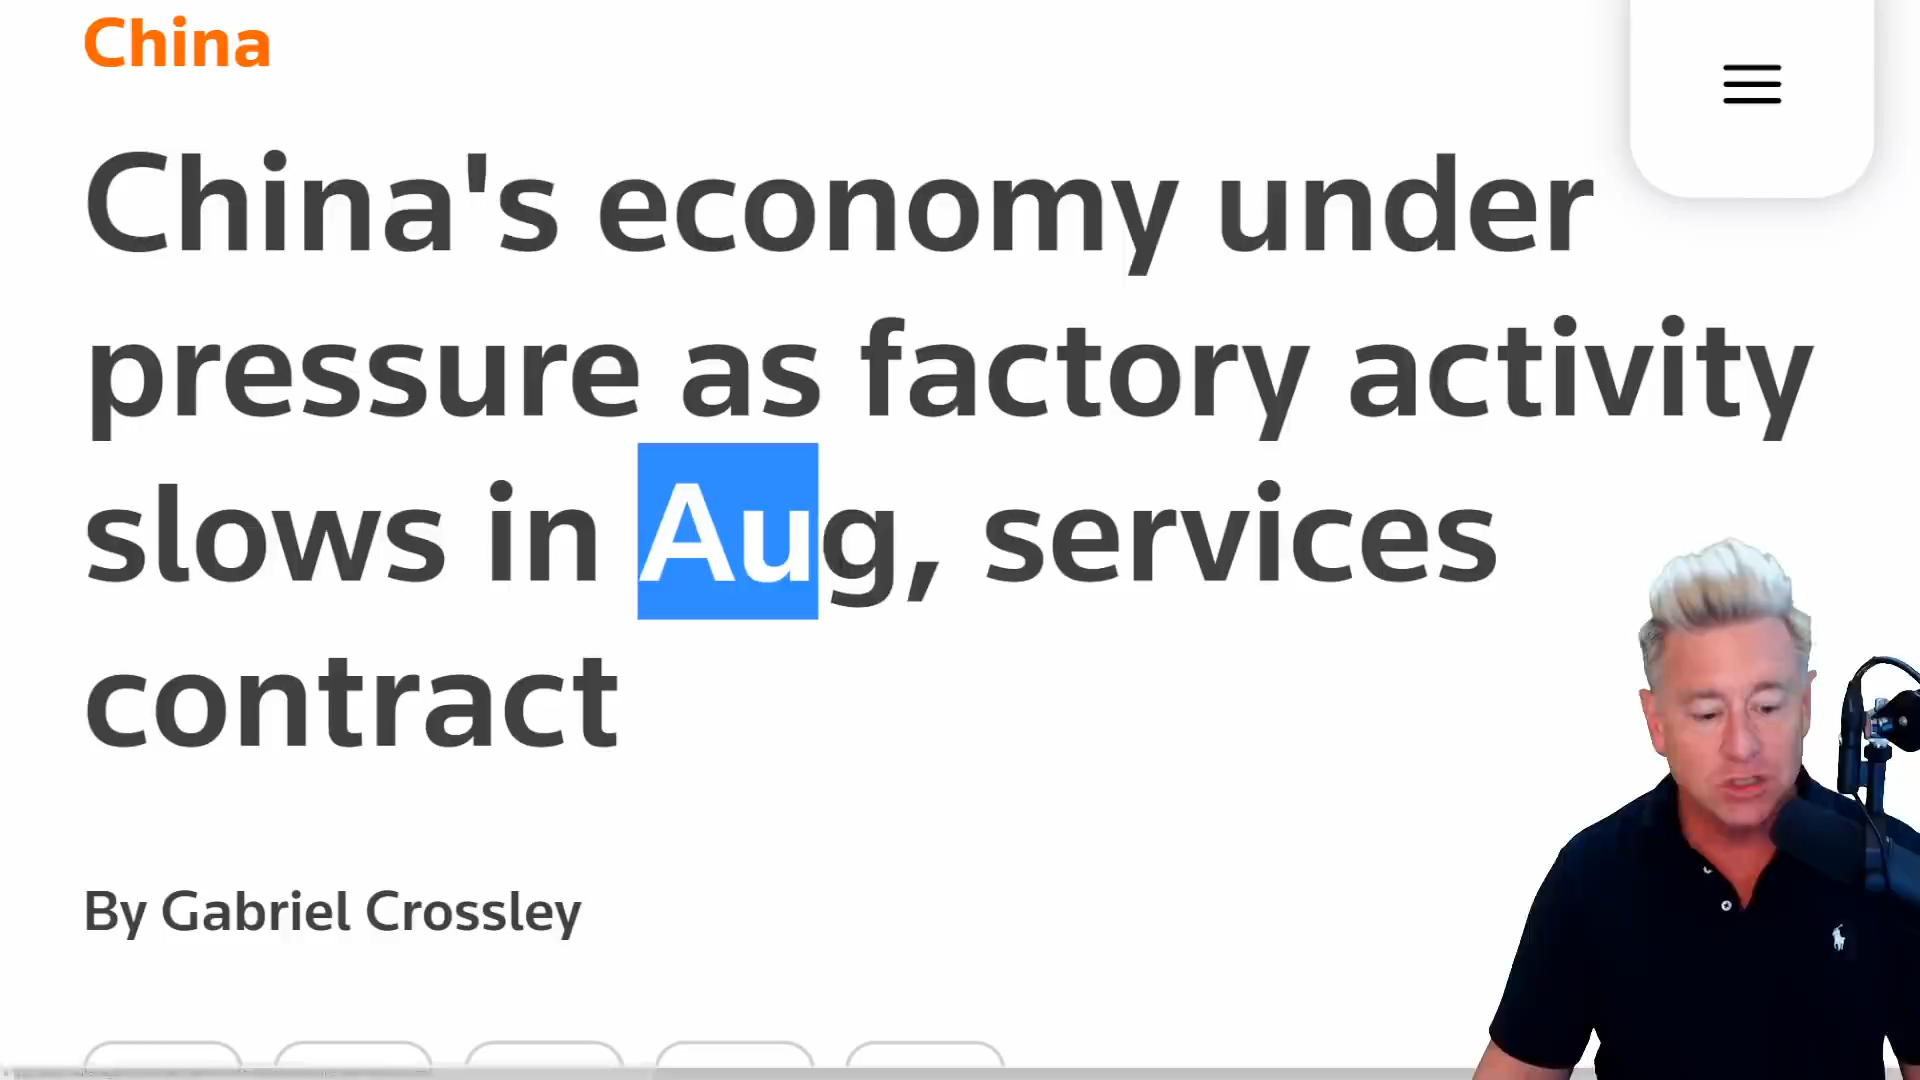 China
China's economy under
pressure as factory activity
slows in Aug, services
contract
By Gabriel Crossley